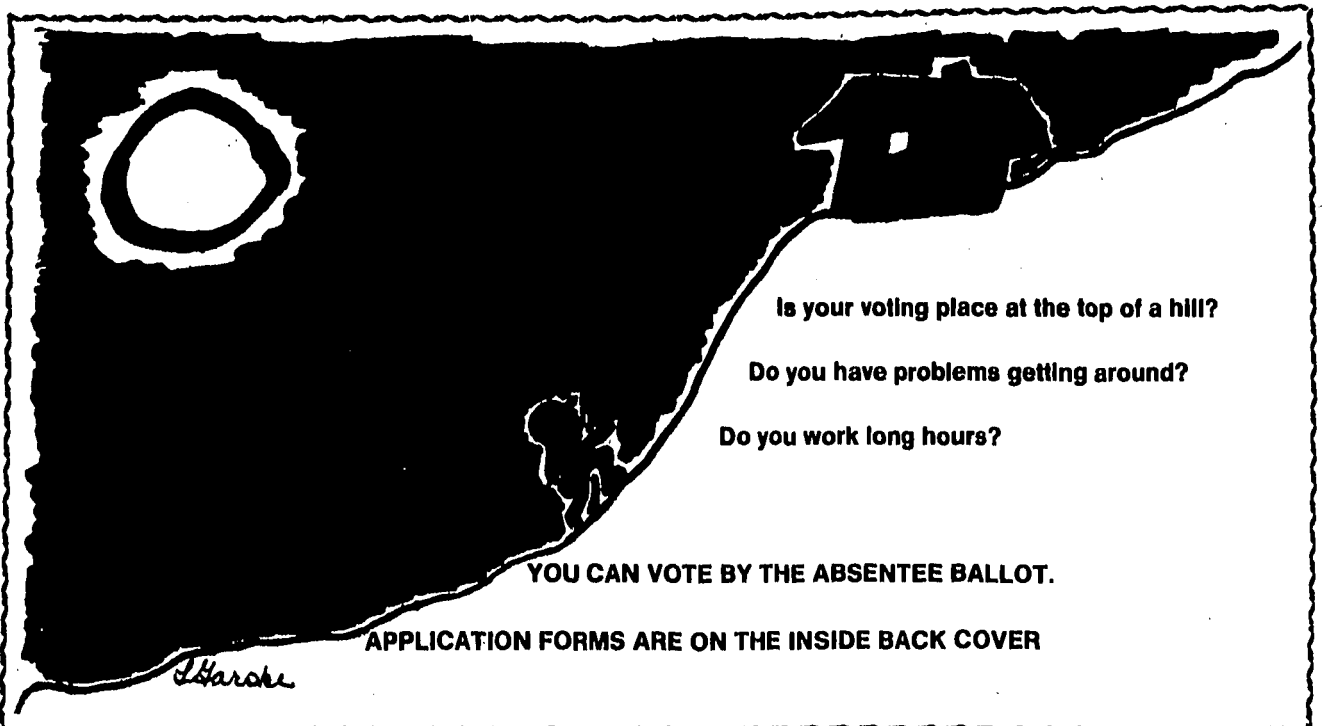 Is your voting place at the top of a hill?
Do you have problems getting around?
Do you work long hours?
YOU CAN VOTE BY THE ABSENTEE BALLOT.
APPLICATION FORMS ARE ON THE INSIDE BACK COVER